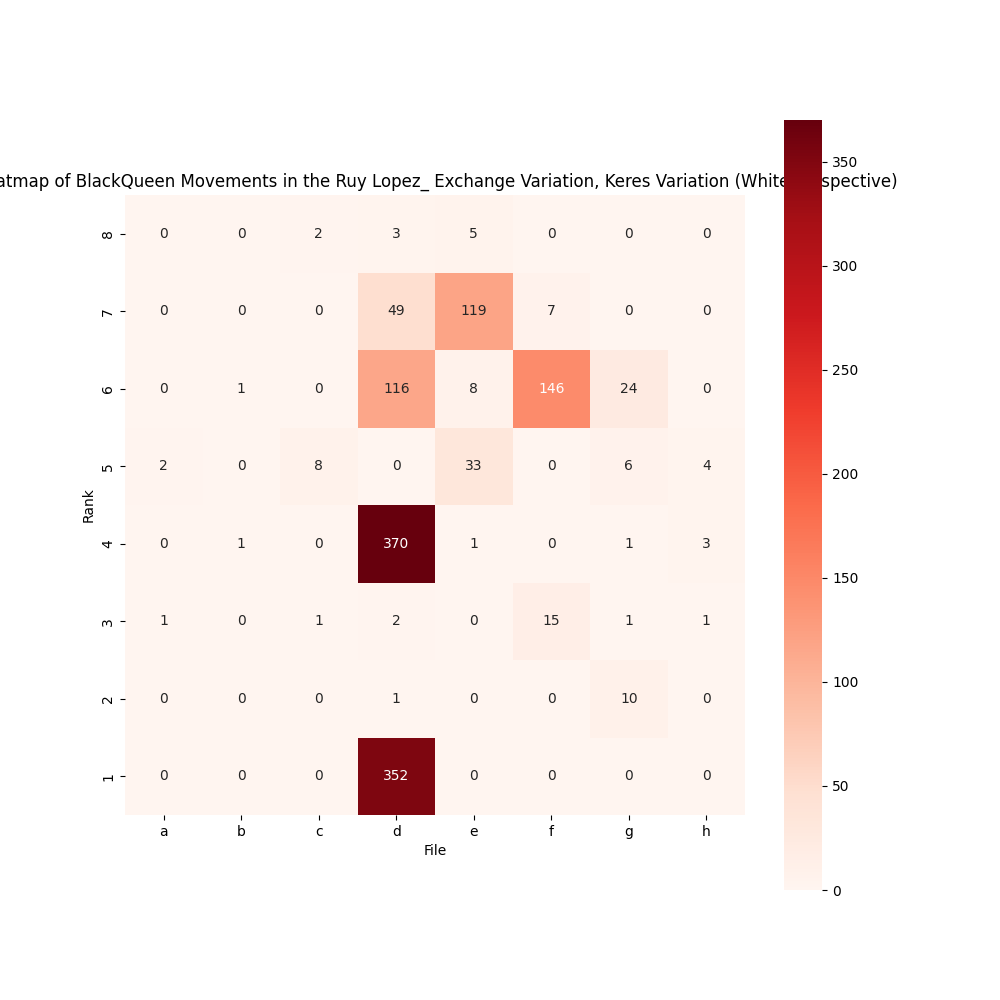 atmap of BlackQueen Movements in the Ruy Lopez_ Exchange Variation, Keres Variation (White spective)
8 0 0 2 3 5 0 0 0
7 0 0 0 49 119 7 0 0
6 0 1 0 116 8 146 24 0
5 2 0 8 0 33 0 6 4
Rank
4 0 1 0 370 1 0 1 3
3 1 0 1 2 0 15 1 1
2 0 0 0 1 0 0 10 0
1 0 0 0 352 0 0 0 0
a b c d e f g h
File
350
300
250
200
150
100
50
0